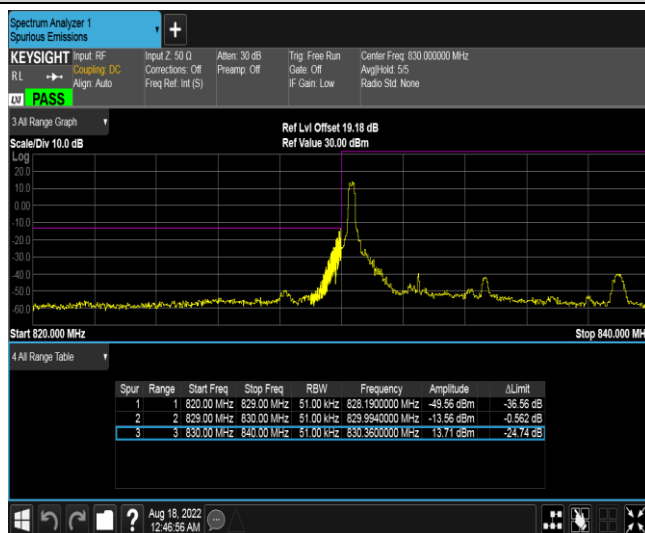 Spectrum Analyzer 1
Spurious Emissions
+
KEYSIGHT Input: RF Input Z: 50 Ω Atten: 30 dB Trig: Free Run Center Freq: 830.000000 MHz
R L Coupling: DC Corrections: Off Preamp: Off Gate: Off Avg|Hold: 5/5
Align: Auto Freq Ref: Int (S) IF Gain: Low Radio Std: None
LXI PASS
3 All Range Graph
Ref Lvl Offset 19.18 dB
Scale/Div 10.0 dB Ref Value 30.00 dBm
Log
20.0
10.0
0.00
-10.0
-20.0
-30.0
-40.0
-50.0
-60.0
Start 820.000 MHz Stop 840.000 MH
4 All Range Table
Spur Range Start Freq Stop Freq RBW Frequency Amplitude ΔLimit
1 1 820.00 MHz 829.00 MHz 51.00 kHz 828.1900000 MHz -49.56 dBm -36.56 dB
2 2 829.00 MHz 830.00 MHz 51.00 kHz 829.9940000 MHz -13.56 dBm -0.562 dB
3 3 830.00 MHz 840.00 MHz 51.00 kHz 830.3600000 MHz 13.71 dBm -24.74 dB
? Aug 18, 2022
12:46:56 AM